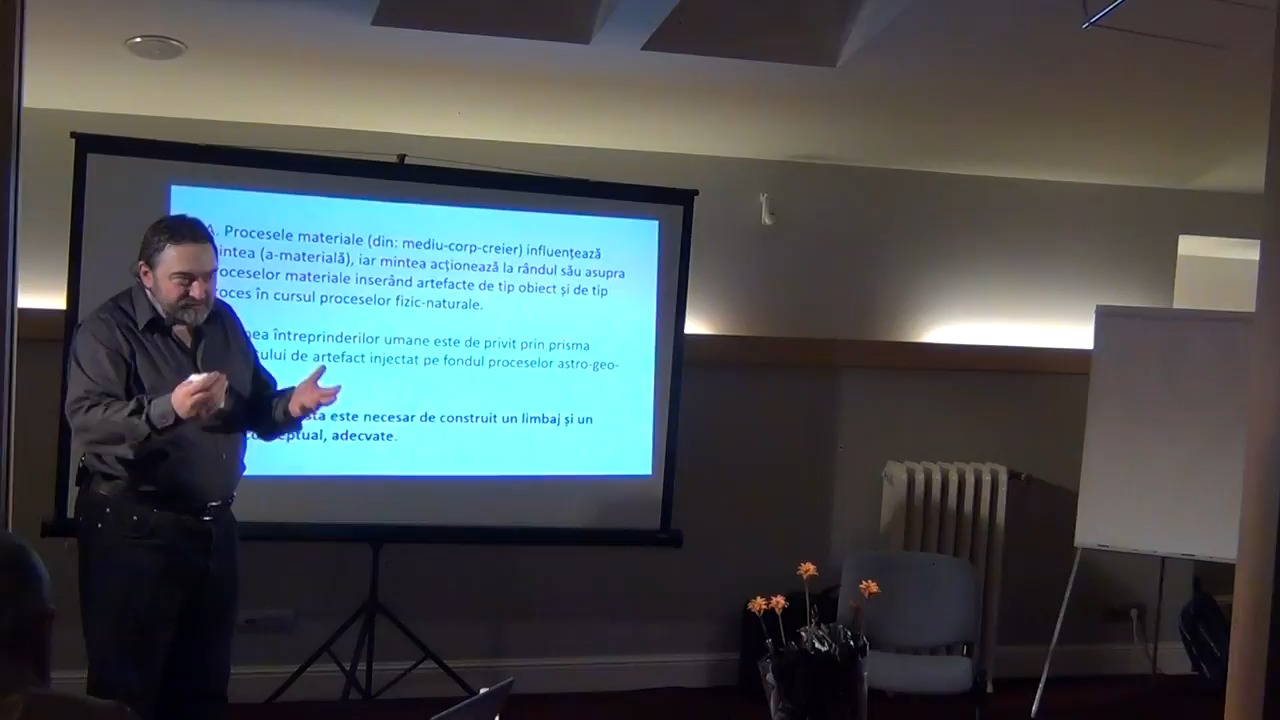 A. Procesele materiale (din: mediu-corp-creier) influențează
mintea (a-materială), iar mintea acționează la rândul său asupra
proceselor materiale inserând artefacte de tip obiect și de tip
proces în cursul proceselor fizic-naturale.
întreprinderilor umane este de privit prin prisma
de artefact injectat pe fondul proceselor astro-geo-
este necesar de construit un limbaj și un
adecvate.